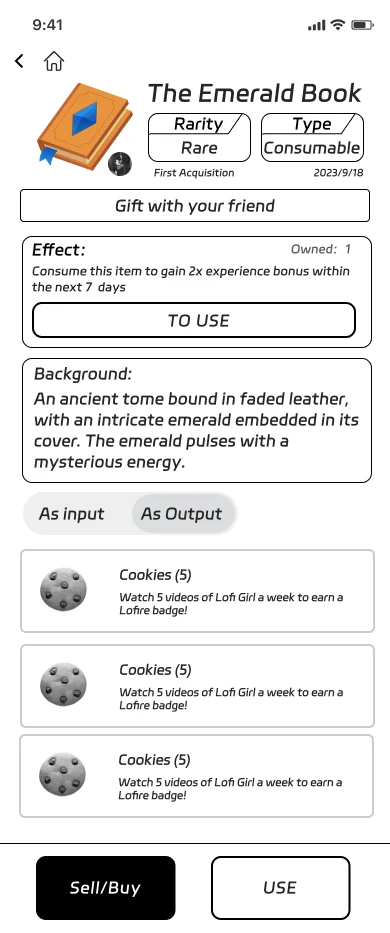 9:41
The Emerald Book
Rarity
Type
Rare
Consumable
First Acquisition
2023/9/18
Gift with your friend
Effect:
Owned: 1
Consume this item to gain 2x experience bonus within
the next 7 days
TO USE
Background:
An ancient tome bound in faded leather,
with an intricate emerald embedded in its
cover. The emerald pulses with a
mysterious energy.
As input
As Output
Cookies (5)
Watch 5 videos of Lofi Girl a week to earn a
Lofire badge!
Cookies (5)
Watch 5 videos of Lofi Girl a week to earn a
Lofire badge!
Cookies (5)
Watch 5 videos of Lofi Girl a week to earn a
Lofire badge!
Sell/Buy
USE